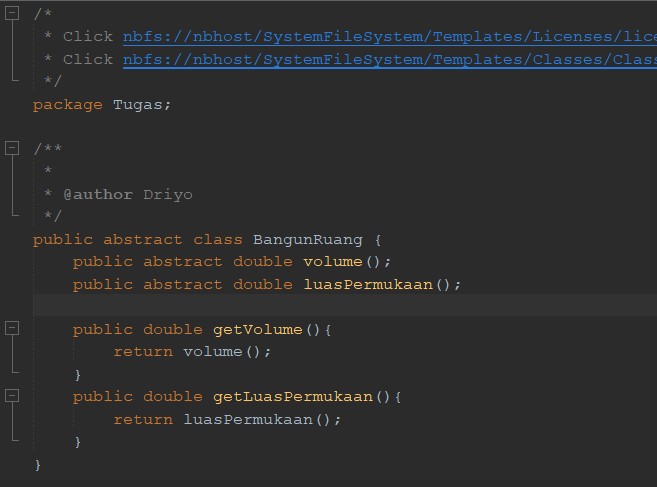 /*
 * Click nbfs://nbhost/SystemFileSystem/Templates/Licenses/lice
 * Click nbfs://nbhost/SystemFileSystem/Templates/Classes/Class
 */
package Tugas;

/**
 *
 * @author Driyo
 */
public abstract class BangunRuang {
    public abstract double volume();
    public abstract double luasPermukaan();

    public double getVolume(){
        return volume();
    }
    public double getLuasPermukaan(){
        return luasPermukaan();
    }
}